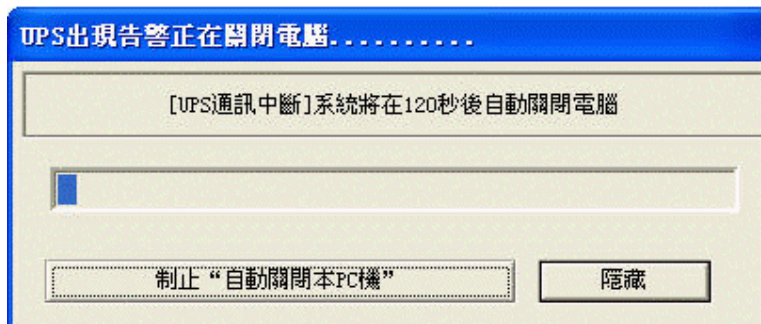 UPS出現告警正在關閉電腦..........
[UPS通訊中斷]系統將在120秒後自動關閉電腦
制止“自動關閉本PC機”
隱藏